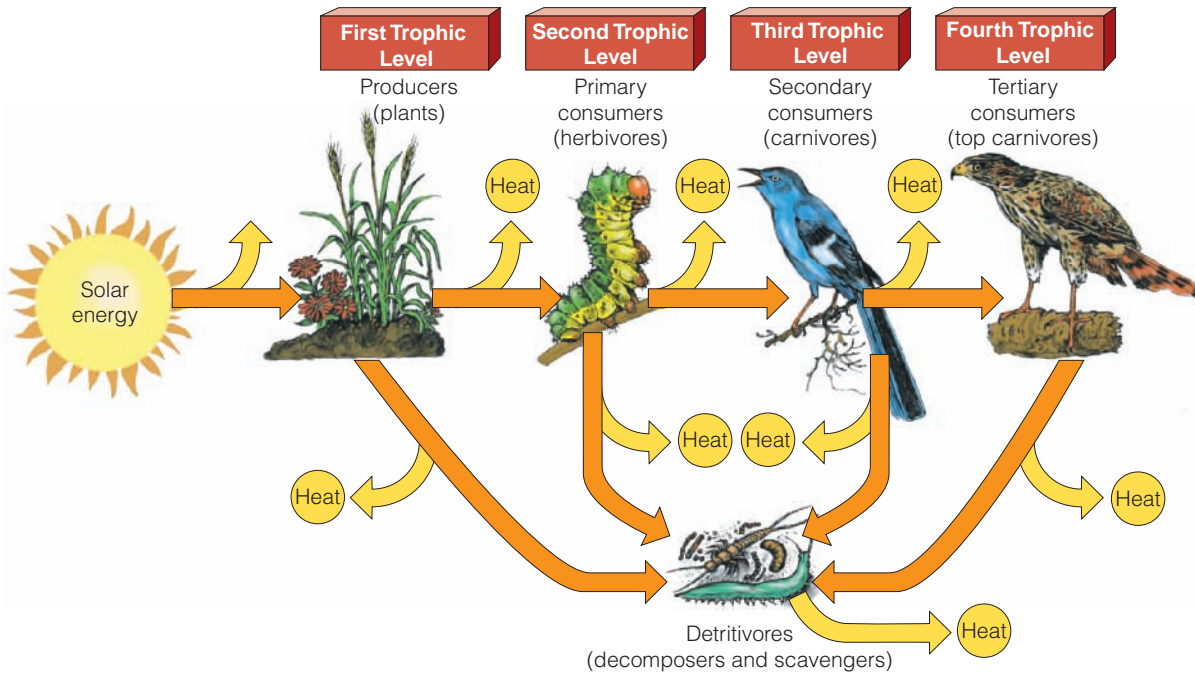 First Trophic
Level
Second Trophic
Level
Third Trophic
Level
Fourth Trophic
Level
Producers
(plants)
Primary
consumers
(herbivores)
Secondary
consumers
(carnivores)
Tertiary
consumers
(top carnivores)
Heat
Heat
Heat
Solar
energy
Heat
Heat
Heat
Heat
Heat
Detritivores
(decomposers and scavengers)